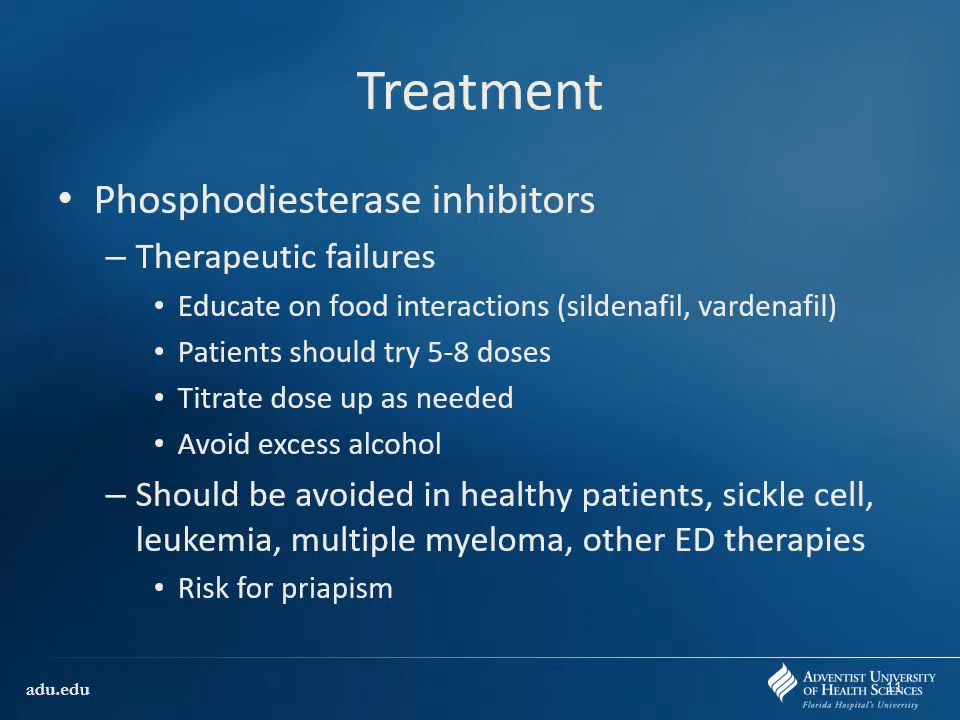 Treatment
• Phosphodiesterase inhibitors
– Therapeutic failures
• Educate on food interactions (sildenafil, vardenafil)
• Patients should try 5-8 doses
• Titrate dose up as needed
• Avoid excess alcohol
– Should be avoided in healthy patients, sickle cell,
leukemia, multiple myeloma, other ED therapies
• Risk for priapism
adu.edu
ADVENTIST UNIVERSITY
OF HEALTH SCIENCES
Florida Hospital's University
11